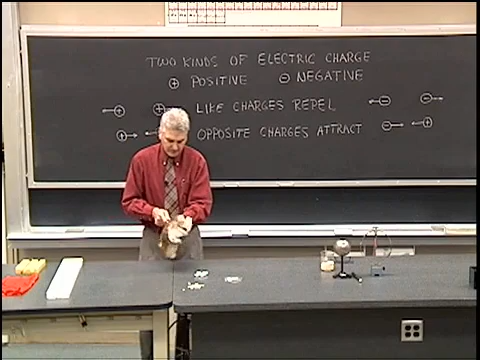 TWO KINDS OF ELECTRIC CHARGE
⊕ POSITIVE ⊖ NEGATIVE
←⊕ ⊕ LIKE CHARGES REPEL ←⊖ ⊖→
⊕→ ← OPPOSITE CHARGES ATTRACT ⊖→ ←⊕